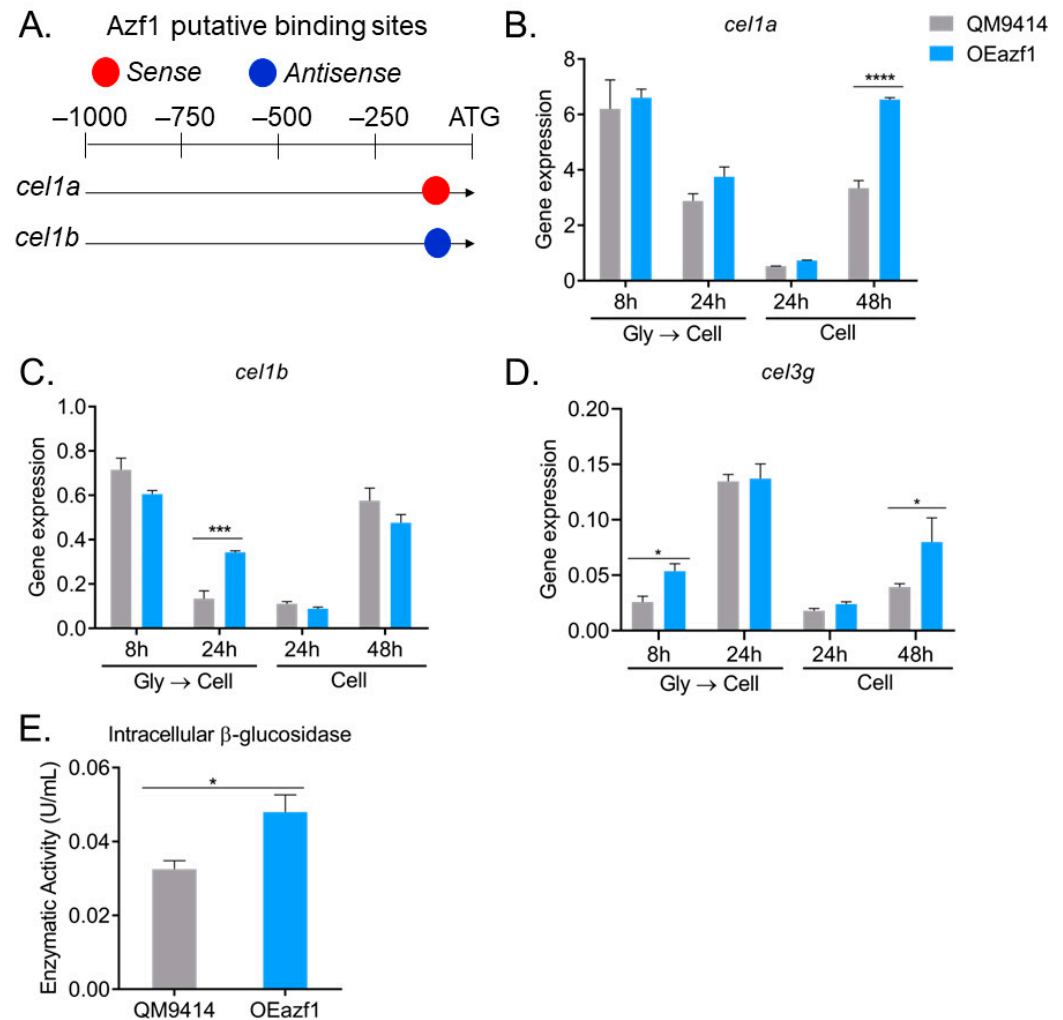 A.
Azf1 putative binding sites
Sense Antisense
–1000 –750 –500 –250 ATG
cel1a
cel1b
B.
cel1a
QM9414
OEazf1
Gene expression
8
6
4
2
0
****
8h 24h 24h 48h
Gly → Cell Cell
C.
cel1b
Gene expression
1.0
0.8
0.6
0.4
0.2
0.0
***
8h 24h 24h 48h
Gly → Cell Cell
D.
cel3g
Gene expression
0.20
0.15
0.10
0.05
0.00
*
*
8h 24h 24h 48h
Gly → Cell Cell
E.
Intracellular β-glucosidase
Enzymatic Activity (U/mL)
0.06
0.04
0.02
0.00
*
QM9414 OEazf1